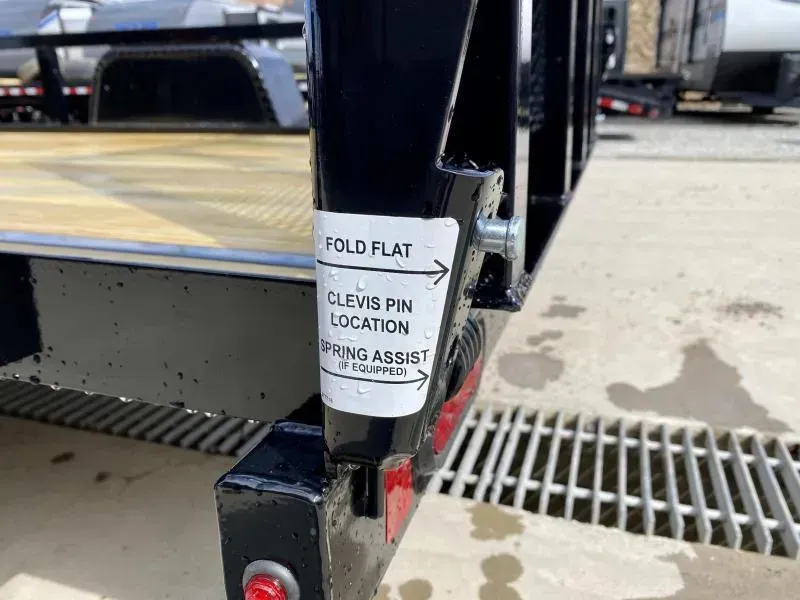 FOLD FLAT
CLEVIS PIN
LOCATION
SPRING ASSIST
(IF EQUIPPED)